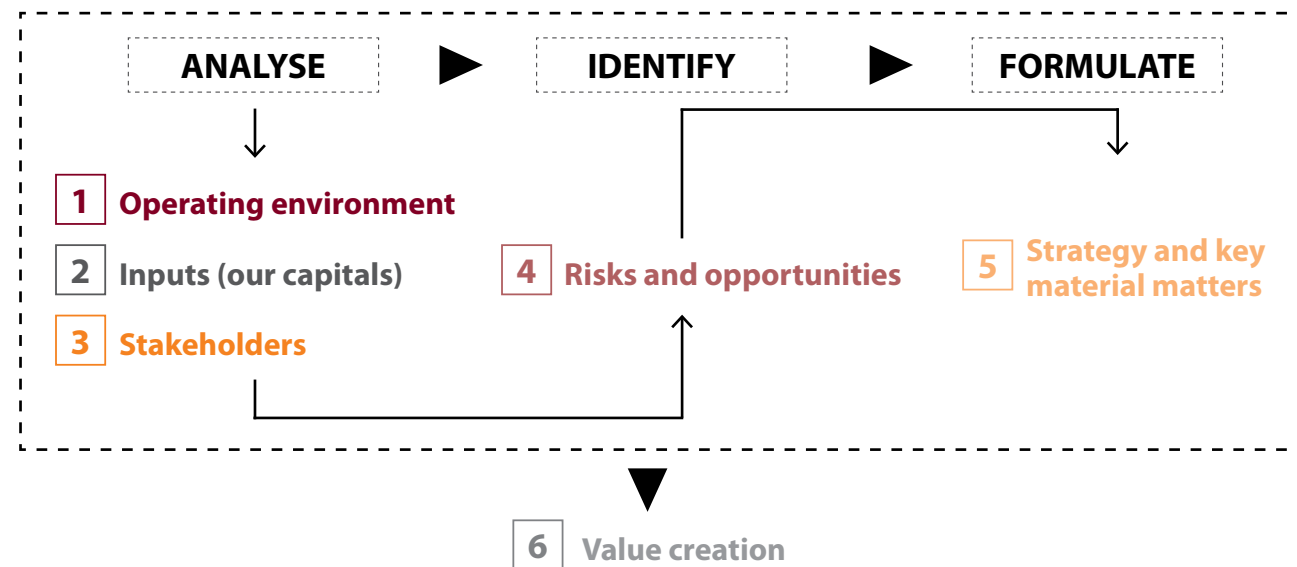 ANALYSE
IDENTIFY
FORMULATE
1 Operating environment
2 Inputs (our capitals)
3 Stakeholders
4 Risks and opportunities
5 Strategy and key
material matters
6 Value creation